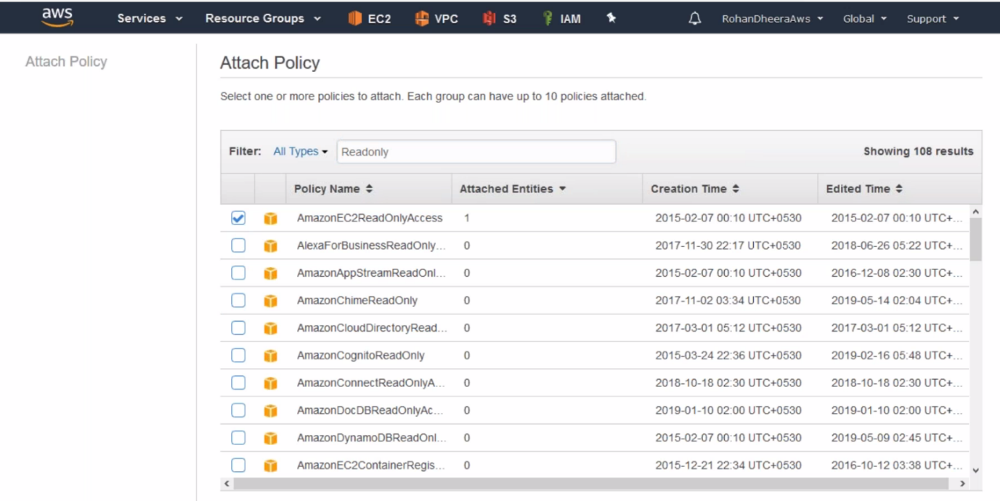 aws Services Resource Groups EC2 VPC S3 IAM RohanDheeraAws Global Support
Attach Policy
Attach Policy
Select one or more policies to attach. Each group can have up to 10 policies attached.
Filter: All Types Readonly Showing 108 results
Policy Name Attached Entities Creation Time Edited Time
AmazonEC2ReadOnlyAccess 1 2015-02-07 00:10 UTC+0530 2015-02-07 00:10 UTC+...
AlexaForBusinessReadOnly... 0 2017-11-30 22:17 UTC+0530 2018-06-26 05:22 UTC+...
AmazonAppStreamReadOnl... 0 2015-02-07 00:10 UTC+0530 2016-12-08 02:30 UTC+...
AmazonChimeReadOnly 0 2017-11-02 03:34 UTC+0530 2019-05-14 02:04 UTC+...
AmazonCloudDirectoryRead... 0 2017-03-01 05:12 UTC+0530 2017-03-01 05:12 UTC+...
AmazonCognitoReadOnly 0 2015-03-24 22:36 UTC+0530 2019-02-16 05:48 UTC+...
AmazonConnectReadOnlyA... 0 2018-10-18 02:30 UTC+0530 2018-10-18 02:30 UTC+...
AmazonDocDBReadOnlyAc... 0 2019-01-10 02:00 UTC+0530 2019-01-10 02:00 UTC+...
AmazonDynamoDBReadOnl... 0 2015-02-07 00:10 UTC+0530 2019-05-09 02:45 UTC+...
AmazonEC2ContainerRegis... 0 2015-12-21 22:34 UTC+0530 2016-10-12 03:38 UTC+...